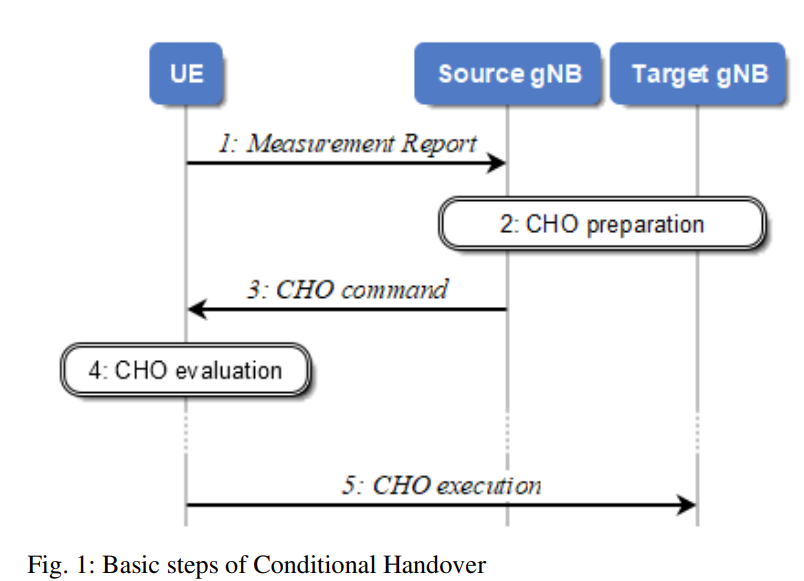 UE
Source gNB
Target gNB
1: Measurement Report
2: CHO preparation
3: CHO command
4: CHO evaluation
5: CHO execution
Fig. 1: Basic steps of Conditional Handover